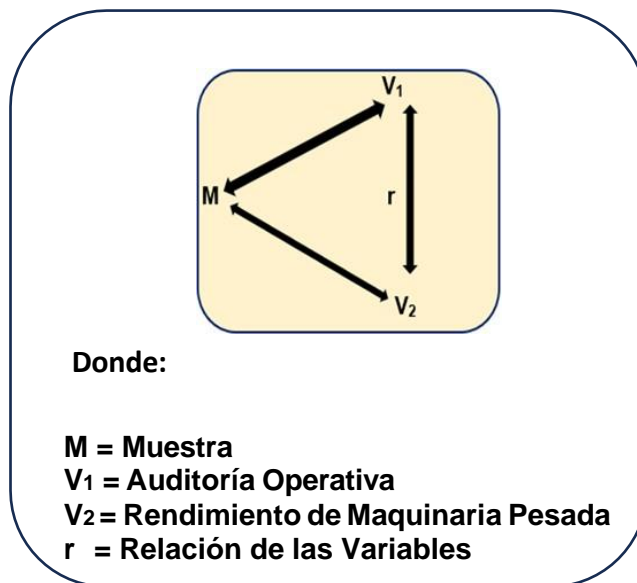 V₁
M
r
V₂
Donde:
M = Muestra
V₁ = Auditoría Operativa
V₂ = Rendimiento de Maquinaria Pesada
r = Relación de las Variables